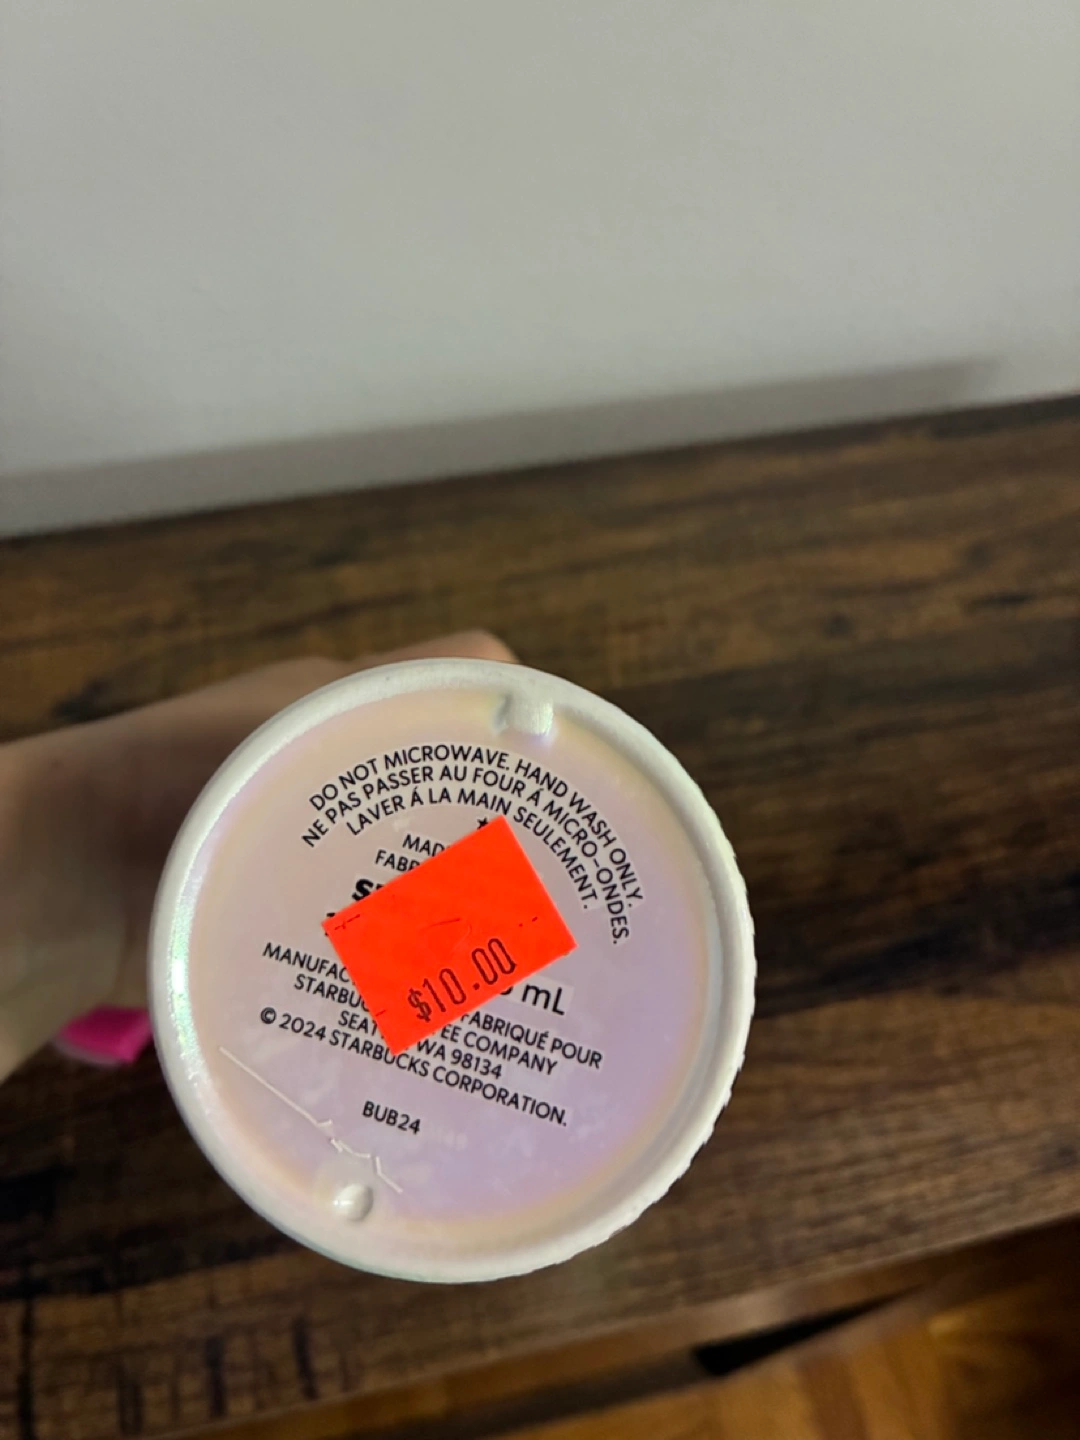 DO NOT MICROWAVE. HAND WASH ONLY.
NE PAS PASSER AU FOUR Á MICRO-ONDES.
LAVER Á LA MAIN SEULEMENT.
$10.00
mL
FABRIQUÉ POUR
COMPANY
WA 98134
© 2024 STARBUCKS CORPORATION.
BUB24